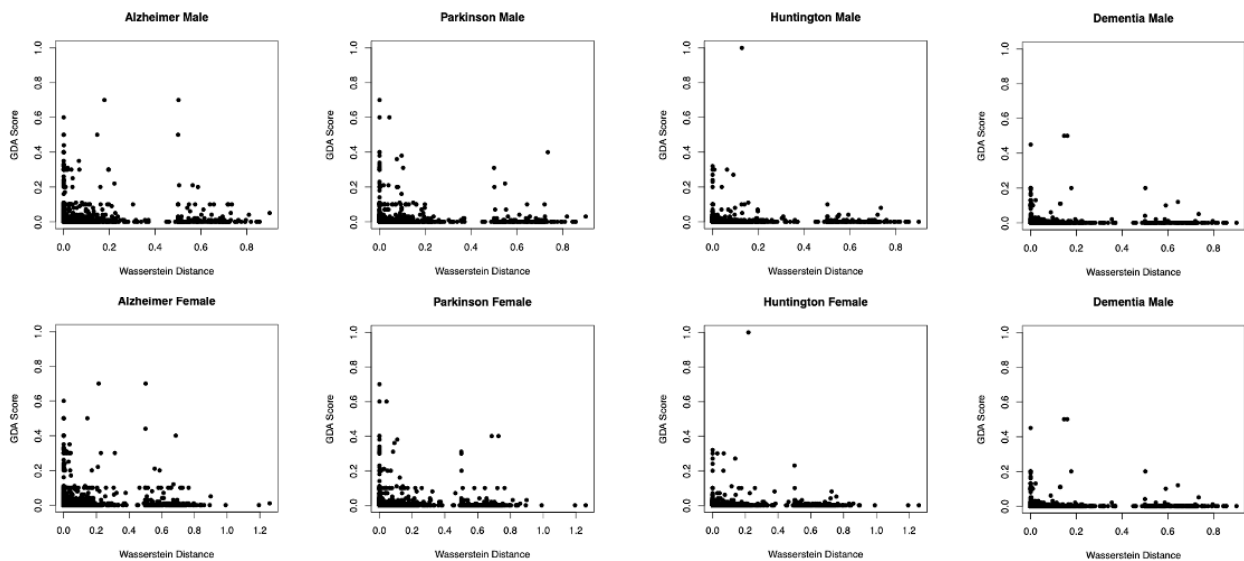 Alzheimer Male
Parkinson Male
Huntington Male
Dementia Male
GDA Score
1.0
0.8
0.6
0.4
0.2
0.0
GDA Score
1.0
0.8
0.6
0.4
0.2
0.0
GDA Score
1.0
0.8
0.6
0.4
0.2
0.0
GDA Score
1.0
0.8
0.6
0.4
0.2
0.0
0.0 0.2 0.4 0.6 0.8
0.0 0.2 0.4 0.6 0.8
0.0 0.2 0.4 0.6 0.8
0.0 0.2 0.4 0.6 0.8
Wasserstein Distance
Wasserstein Distance
Wasserstein Distance
Wasserstein Distance
Alzheimer Female
Parkinson Female
Huntington Female
Dementia Male
GDA Score
1.0
0.8
0.6
0.4
0.2
0.0
GDA Score
1.0
0.8
0.6
0.4
0.2
0.0
GDA Score
1.0
0.8
0.6
0.4
0.2
0.0
GDA Score
1.0
0.8
0.6
0.4
0.2
0.0
0.0 0.2 0.4 0.6 0.8 1.0 1.2
0.0 0.2 0.4 0.6 0.8 1.0 1.2
0.0 0.2 0.4 0.6 0.8 1.0 1.2
0.0 0.2 0.4 0.6 0.8
Wasserstein Distance
Wasserstein Distance
Wasserstein Distance
Wasserstein Distance